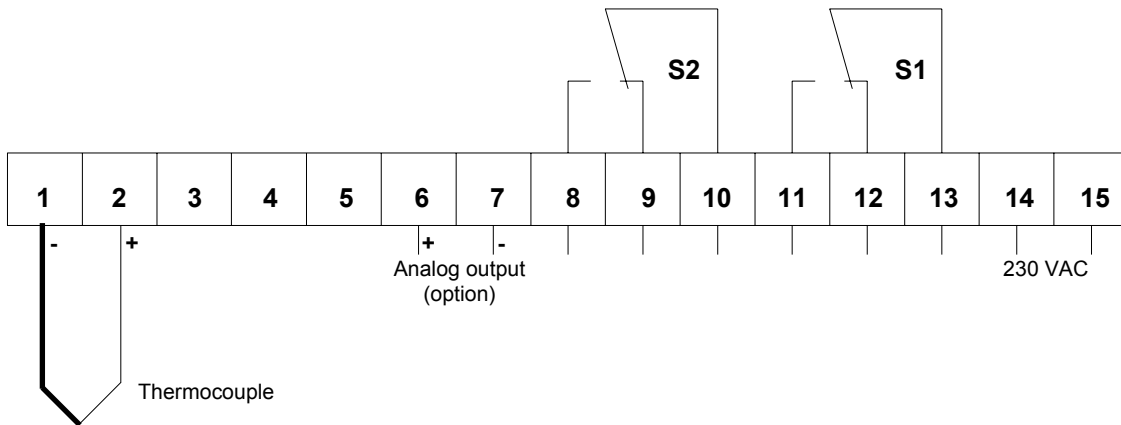 S2 S1
1 2 3 4 5 6 7 8 9 10 11 12 13 14 15
- + + -
Analog output 230 VAC
(option)
Thermocouple